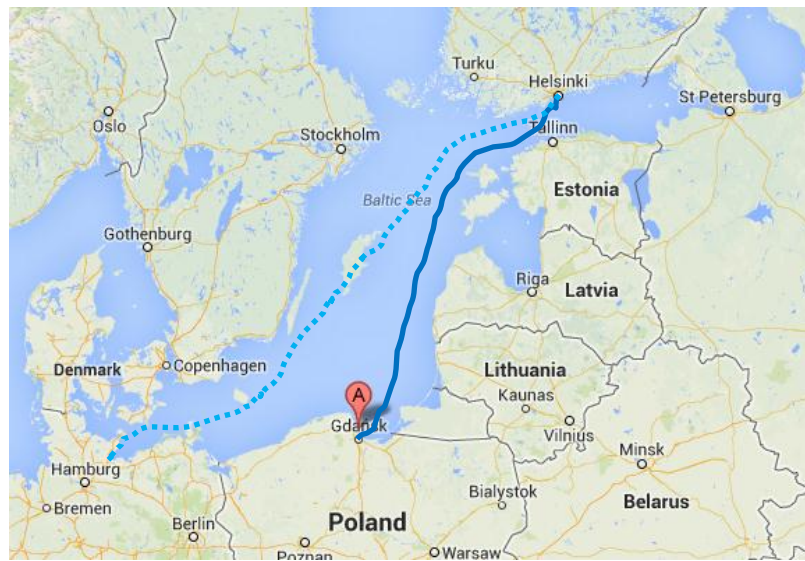 Turku
Helsinki
St Petersburg
Oslo
Stockholm
Tallinn
Estonia
Baltic Sea
Gothenburg
Riga
Latvia
Denmark
Copenhagen
Lithuania
Kaunas
A
Gdańsk
Vilnius
Minsk
Hamburg
Bialystok
Belarus
Bremen
Berlin
Poland
Poznan
Warsaw